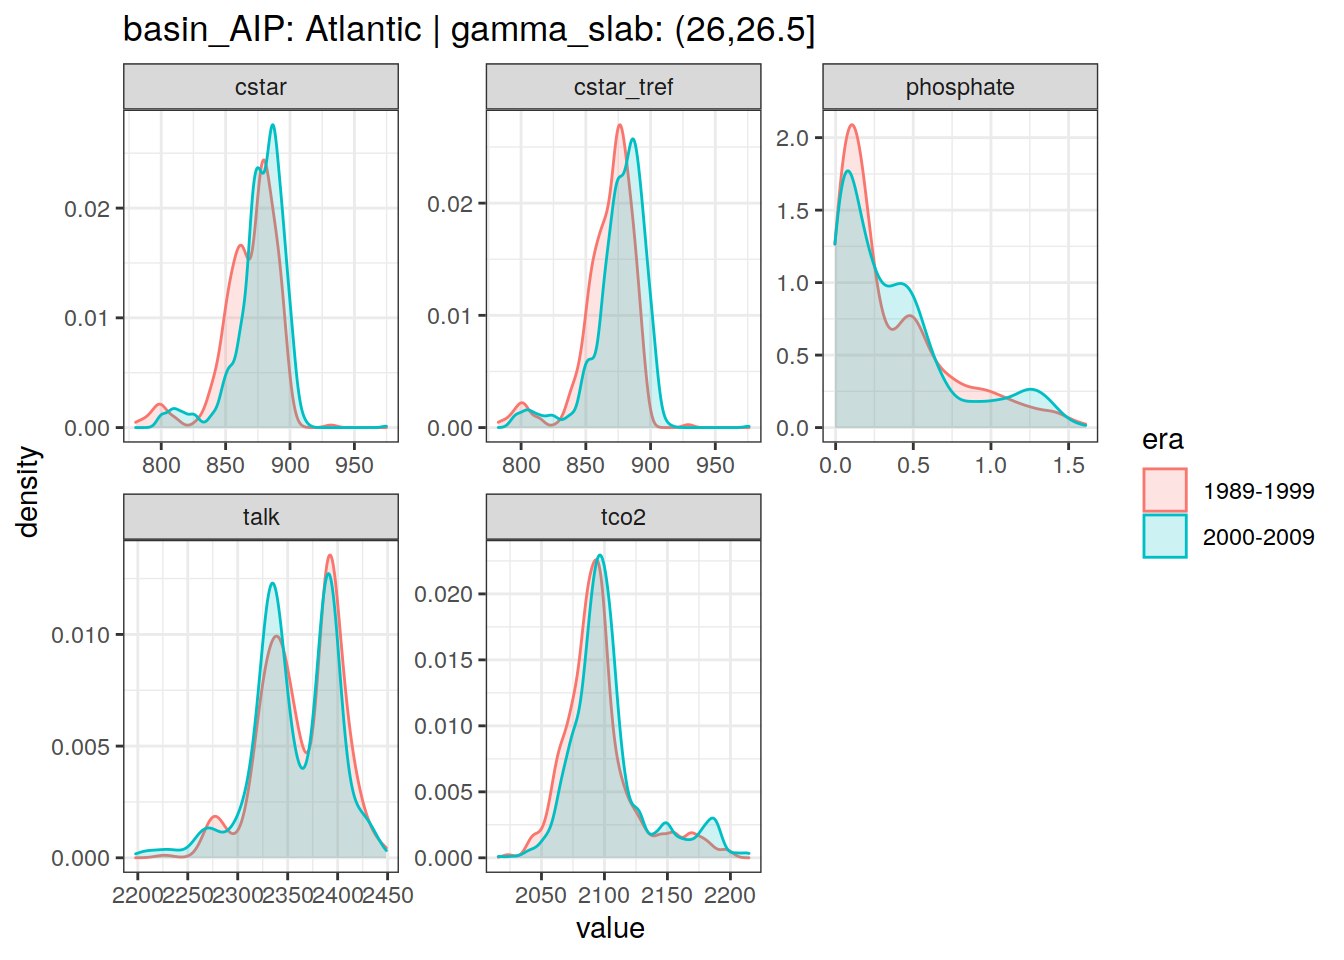 basin_AIP: Atlantic | gamma_slab: (26,26.5]
cstar
cstar_tref
phosphate
0.02
0.01
0.00
800 850 900 950
0.02
0.01
0.00
800 850 900 950
2.0
1.5
1.0
0.5
0.0
0.0 0.5 1.0 1.5
density
talk
tco2
0.010
0.005
0.000
2200 2250 2300 2350 2400 2450
0.020
0.015
0.010
0.005
0.000
2050 2100 2150 2200
value
era
1989-1999
2000-2009